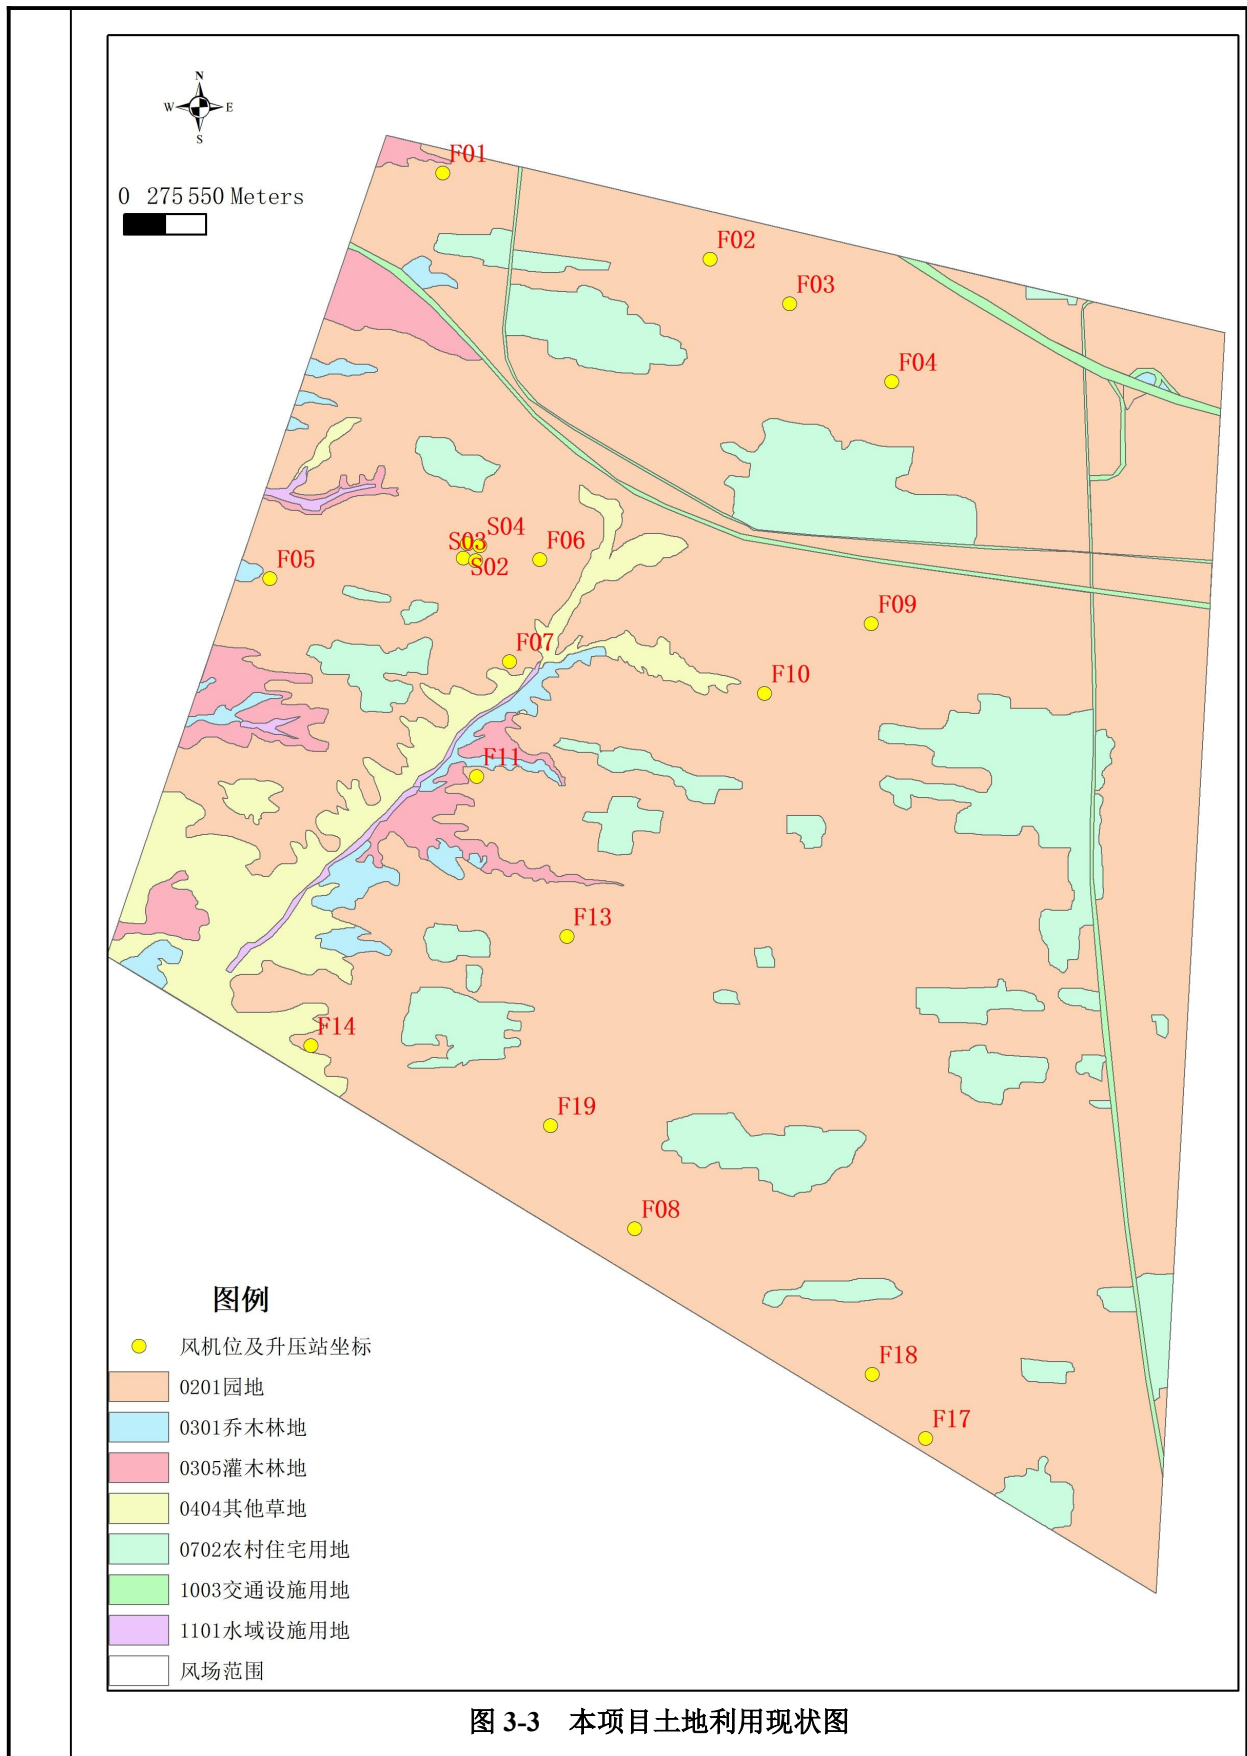 N
W E
S
0 275 550 Meters
F01
F02
F03
F04
S04
S03
F06
S02
F05
F09
F07
F10
F11
F13
F14
F19
F08
F18
F17
图例
风机位及升压站坐标
0201园地
0301乔木林地
0305灌木林地
0404其他草地
0702农村住宅用地
1003交通设施用地
1101水域设施用地
风场范围
图 3-3 本项目土地利用现状图